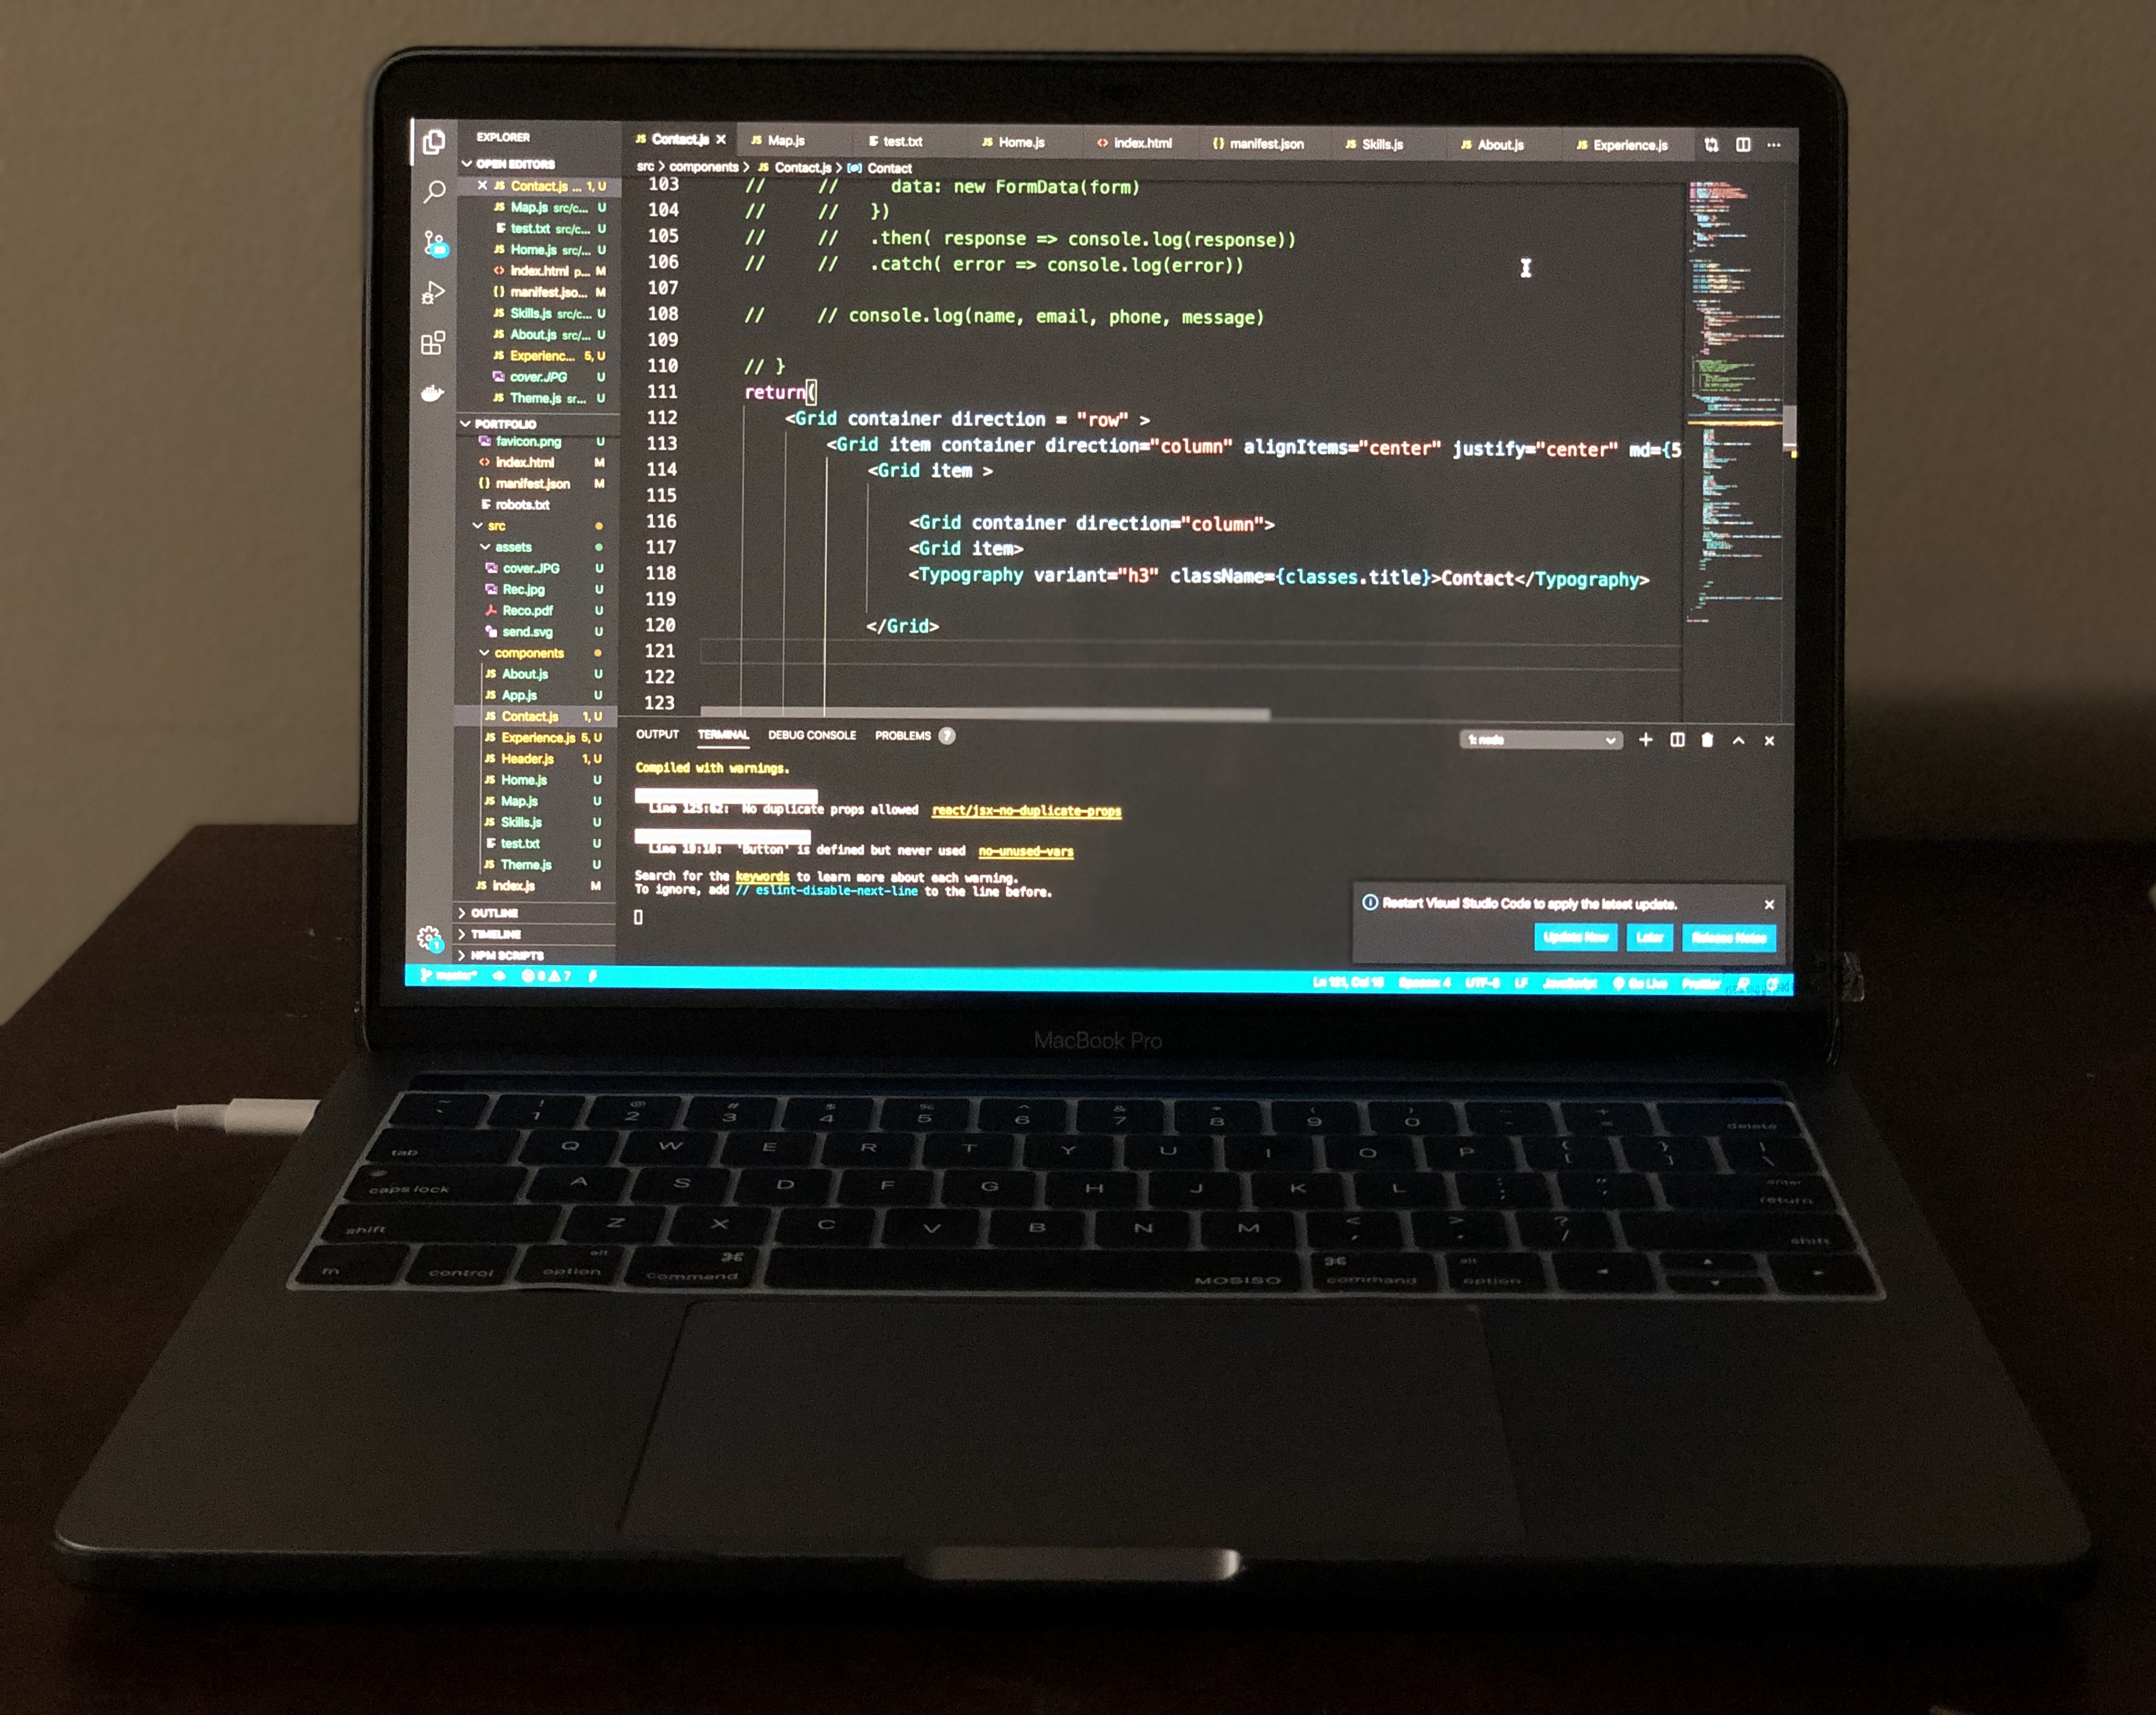 EXPLORER
OPEN EDITORS
Contact.js ... 1, U
Map.js src/c... U
test.txt src/c... U
Home.js src/... U
index.html p... M
manifest.jso... M
Skills.js src/c... U
About.js src/... U
Experienc... 5, U
cover.JPG U
Theme.js sr... U
PORTFOLIO
favicon.png U
index.html M
manifest.json M
robots.txt
src
assets
cover.JPG U
Rec.jpg U
Reco.pdf U
send.svg U
components
About.js U
App.js U
Contact.js 1, U
Experience.js 5, U
Header.js 1, U
Home.js U
Map.js U
Skills.js U
test.txt U
Theme.js U
index.js M
OUTLINE
TIMELINE
NPM SCRIPTS
Contact.js Map.js test.txt Home.js index.html manifest.json Skills.js About.js Experience.js
src > components > JS Contact.js > Contact
103 // // data: new FormData(form)
104 // // })
105 // // .then( response => console.log(response))
106 // // .catch( error => console.log(error))
107
108 // // console.log(name, email, phone, message)
109
110 // }
111 return(
112 <Grid container direction = "row" >
113 <Grid item container direction="column" alignItems="center" justify="center" md={5
114 <Grid item >
115
116 <Grid container direction="column">
117 <Grid item>
118 <Typography variant="h3" className={classes.title}>Contact</Typography>
119
120 </Grid>
121
122
123
OUTPUT TERMINAL DEBUG CONSOLE PROBLEMS 7
1: node
Compiled with warnings.
Line 125:62: No duplicate props allowed react/jsx-no-duplicate-props
Line 19:10: 'Button' is defined but never used no-unused-vars
Search for the keywords to learn more about each warning.
To ignore, add // eslint-disable-next-line to the line before.
Restart Visual Studio Code to apply the latest update.
Update Now Later Release Notes
master* 0 7
Ln 121, Col 13 Spaces: 4 UTF-8 LF JavaScript Go Live Prettier
MacBook Pro
~ ! @ # $ % ^ & * ( ) - +
` 1 2 3 4 5 6 7 8 9 0 - = delete
tab Q W E R T Y U I O P { [ } ] | \
caps lock A S D F G H J K L : ; " ' enter return
shift Z X C V B N M < , > . ? / shift
fn control alt option ⌘ command MOSISO ⌘ command alt option